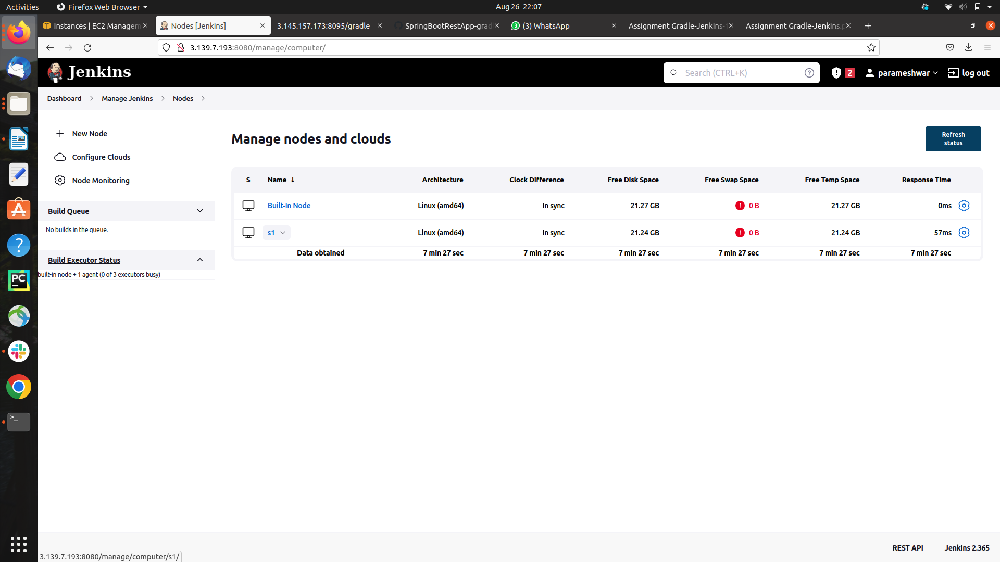 Activities
Firefox Web Browser
Aug 26 22:07
Instances | EC2 Managem
Nodes [Jenkins]
3.145.157.173:8095/gradle
SpringBootRestApp-grad
3
(3) WhatsApp
Assignment Gradle-Jenkins-1
Assignment Gradle-Jenkins.p
3.139.7.193:8080/manage/computer/
Jenkins
Search (CTRL+K)
2
parameshwar
log out
Dashboard
Manage Jenkins
Nodes
New Node
Configure Clouds
Node Monitoring
Build Queue
No builds in the queue.
Build Executor Status
built-in node + 1 agent (0 of 3 executors busy)
Manage nodes and clouds
Refresh
status
S Name ↓ Architecture Clock Difference Free Disk Space Free Swap Space Free Temp Space Response Time
Built-In Node Linux (amd64) In sync 21.27 GB 0 B 21.27 GB 0ms
s1 Linux (amd64) In sync 21.24 GB 0 B 21.24 GB 57ms
Data obtained 7 min 27 sec 7 min 27 sec 7 min 27 sec 7 min 27 sec 7 min 27 sec 7 min 27 sec
PC
>_
REST API
Jenkins 2.365
3.139.7.193:8080/manage/computer/s1/